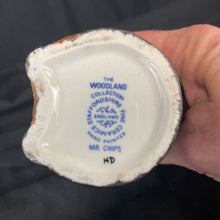 THE
WOODLAND
COLLECTION
STAFFORDSHIRE FINE CERAMICS
ENGLAND
HAND PAINTED
MR. CHIPS
HD